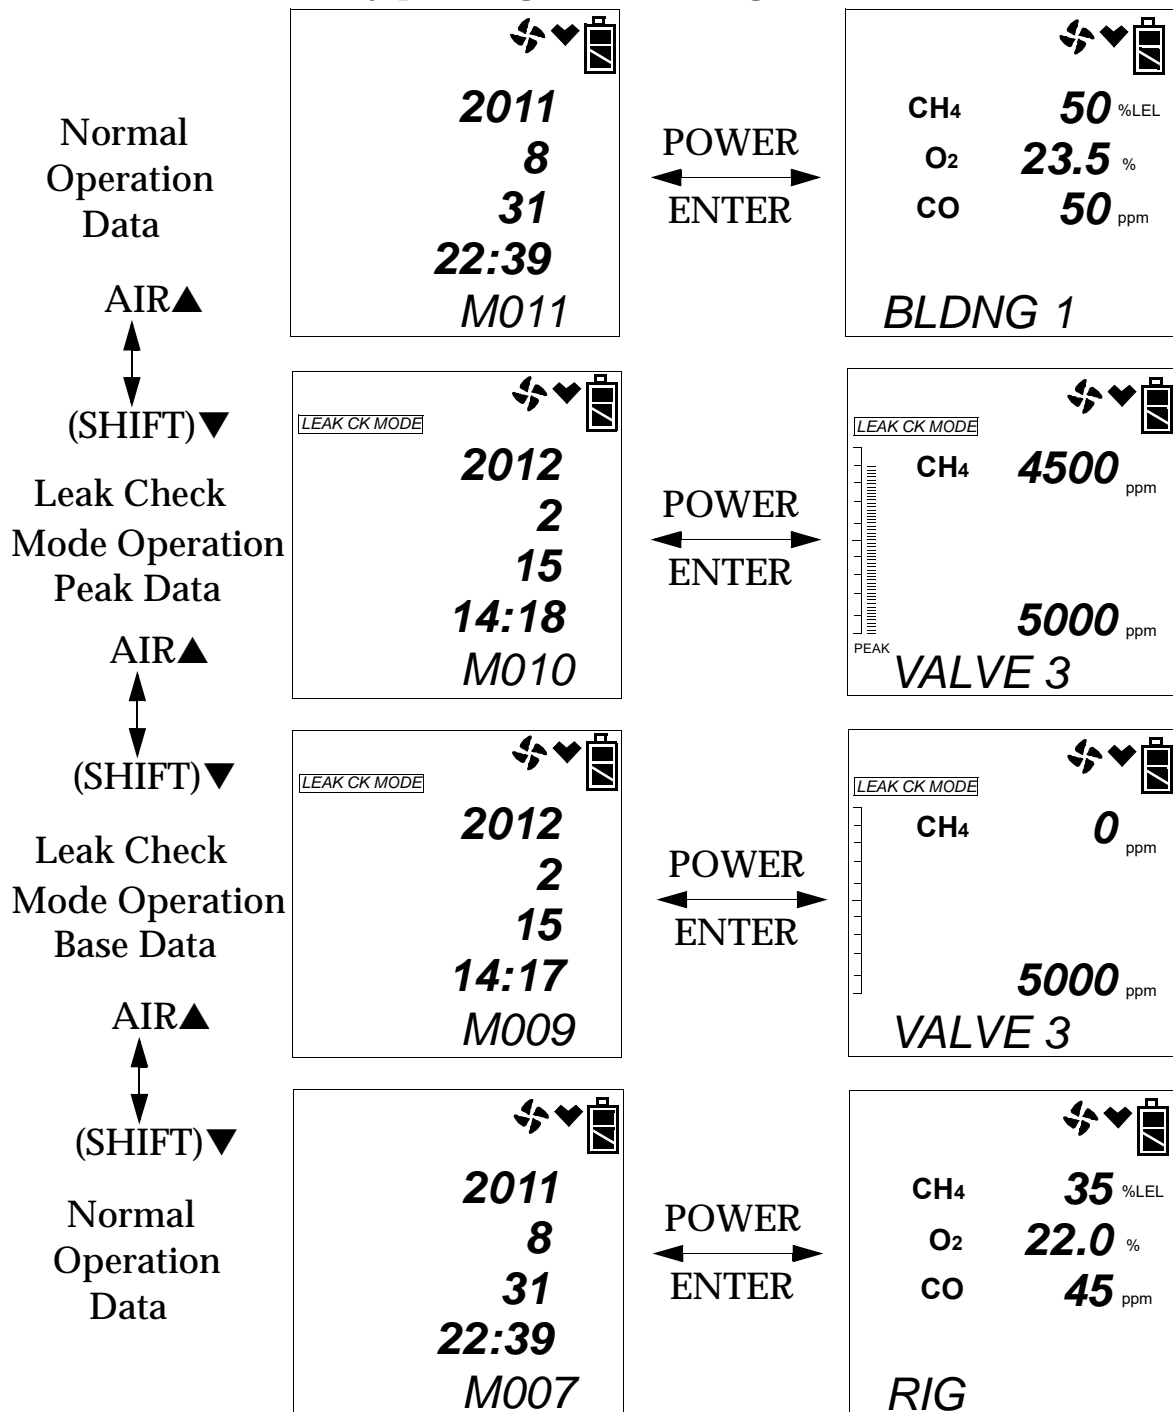 Normal
Operation
Data
2011
8
31
22:39
M011
POWER
ENTER
CH4 50 %LEL
O2 23.5 %
CO 50 ppm
BLDNG 1
AIR▲
(SHIFT)▼
Leak Check
Mode Operation
Peak Data
LEAK CK MODE
2012
2
15
14:18
M010
POWER
ENTER
LEAK CK MODE
CH4 4500 ppm
5000 ppm
PEAK
VALVE 3
AIR▲
(SHIFT)▼
Leak Check
Mode Operation
Base Data
LEAK CK MODE
2012
2
15
14:17
M009
POWER
ENTER
LEAK CK MODE
CH4 0 ppm
5000 ppm
VALVE 3
AIR▲
(SHIFT)▼
Normal
Operation
Data
2011
8
31
22:39
M007
POWER
ENTER
CH4 35 %LEL
O2 22.0 %
CO 45 ppm
RIG